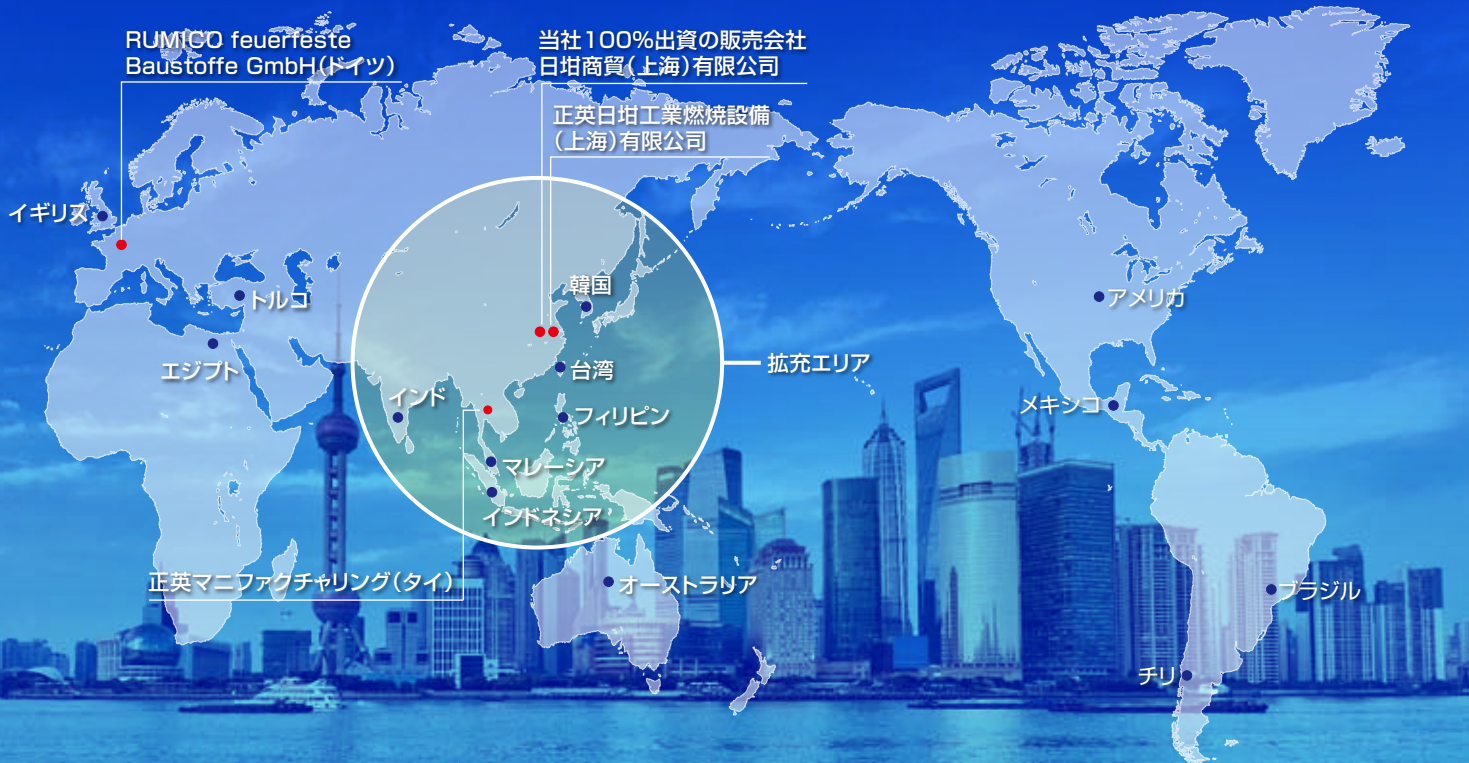 RUMICO feuerfeste
Baustoffe GmbH（ドイツ）
当社100%出資の販売会社
日坩商貿（上海）有限公司
正英日坩工業燃焼設備
（上海）有限公司
イギリス
トルコ
エジプト
韓国
台湾
インド
フィリピン
マレーシア
インドネシア
拡充エリア
正英マニファクチャリング（タイ）
オーストラリア
アメリカ
メキシコ
ブラジル
チリ